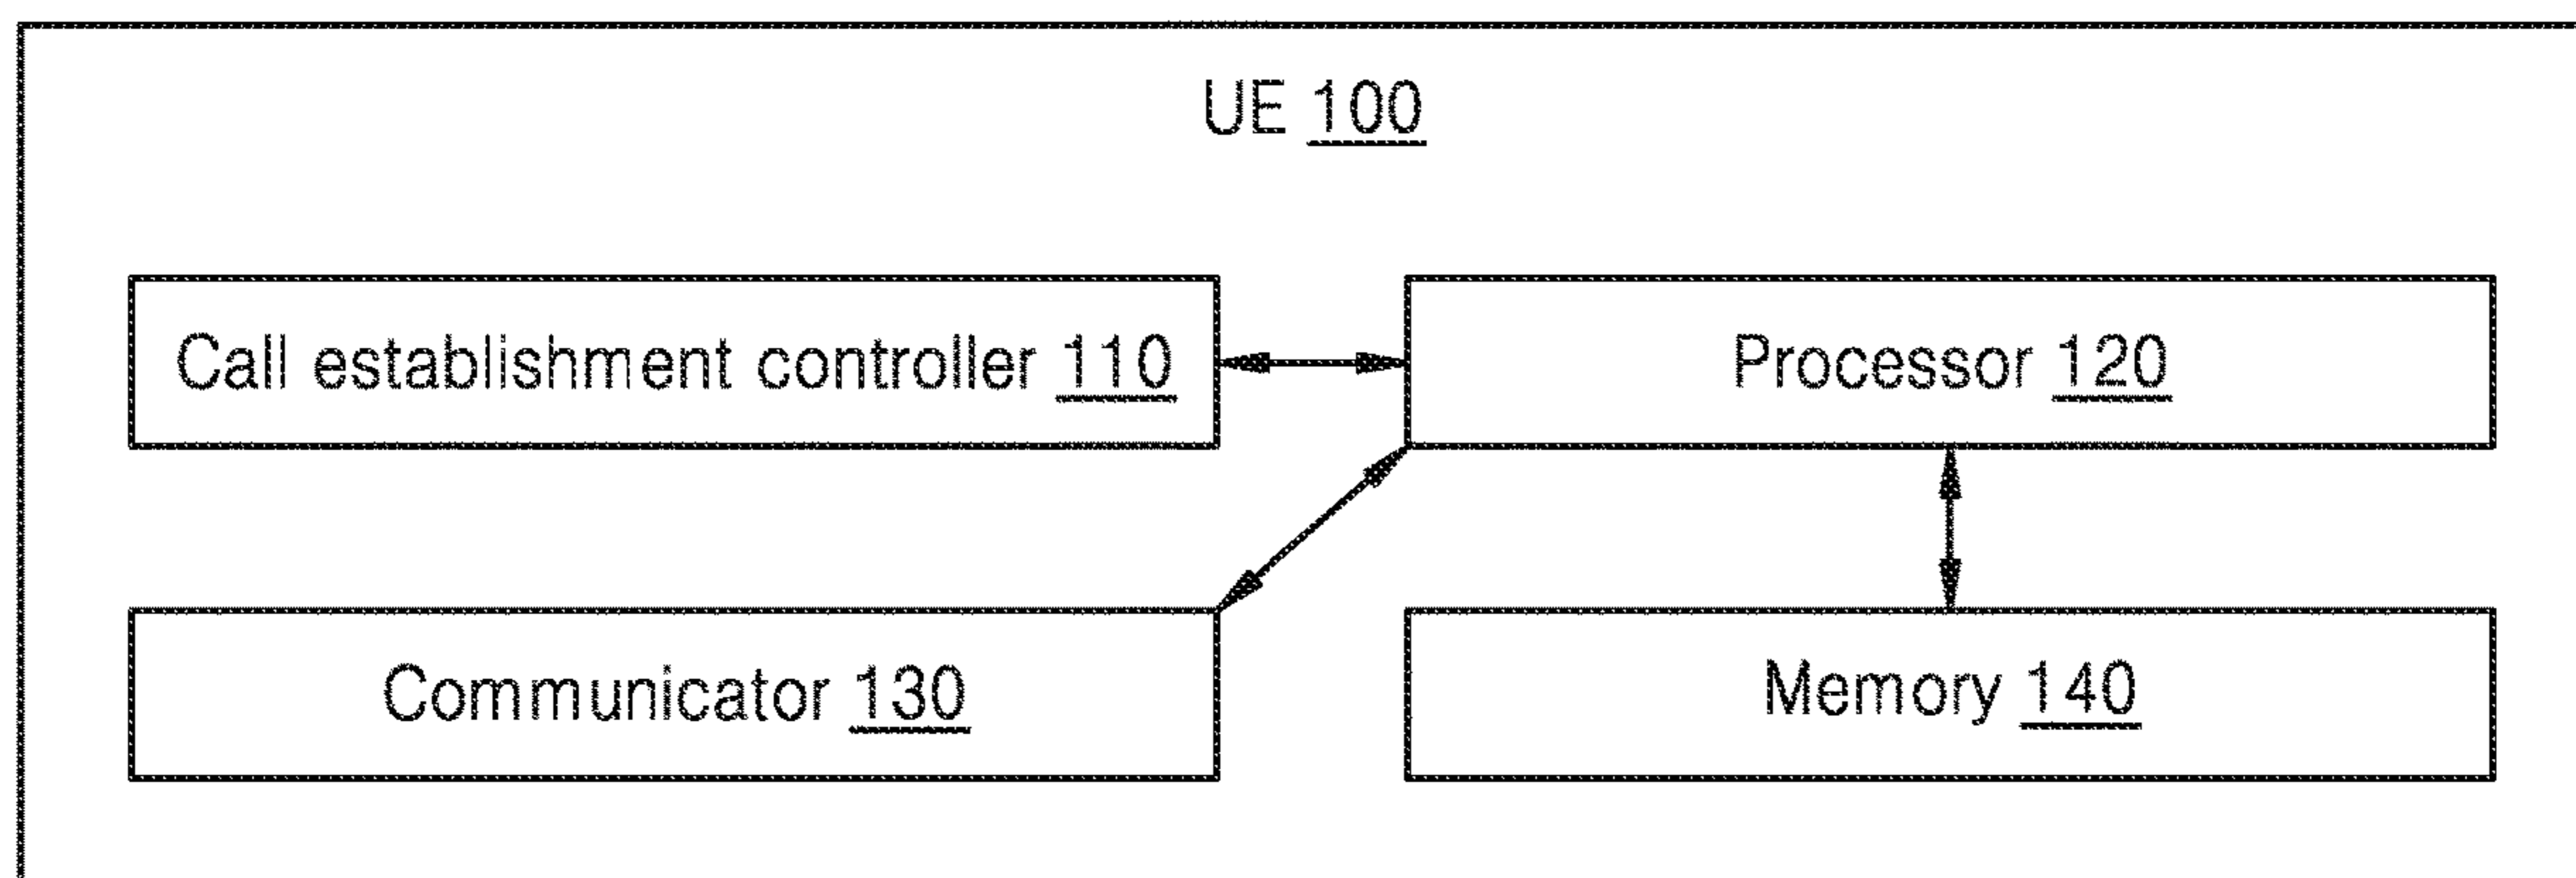 UE 100
Call establishment controller 110
Processor 120
Communicator 130
Memory 140